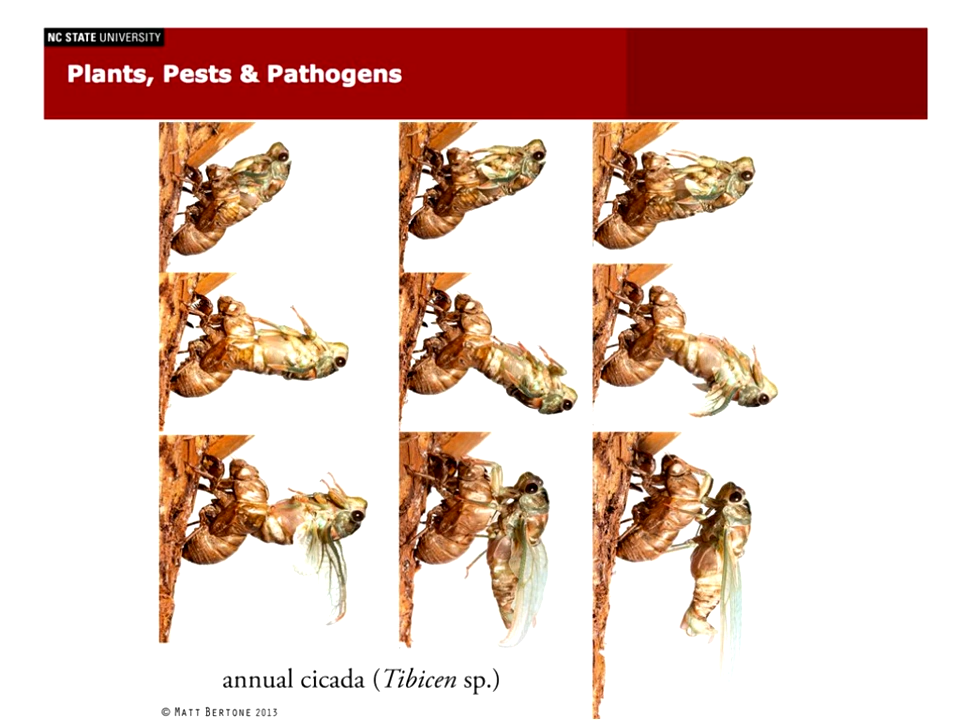 NC STATE UNIVERSITY
Plants, Pests & Pathogens
annual cicada (Tibicen sp.)
© Matt Bertone 2013